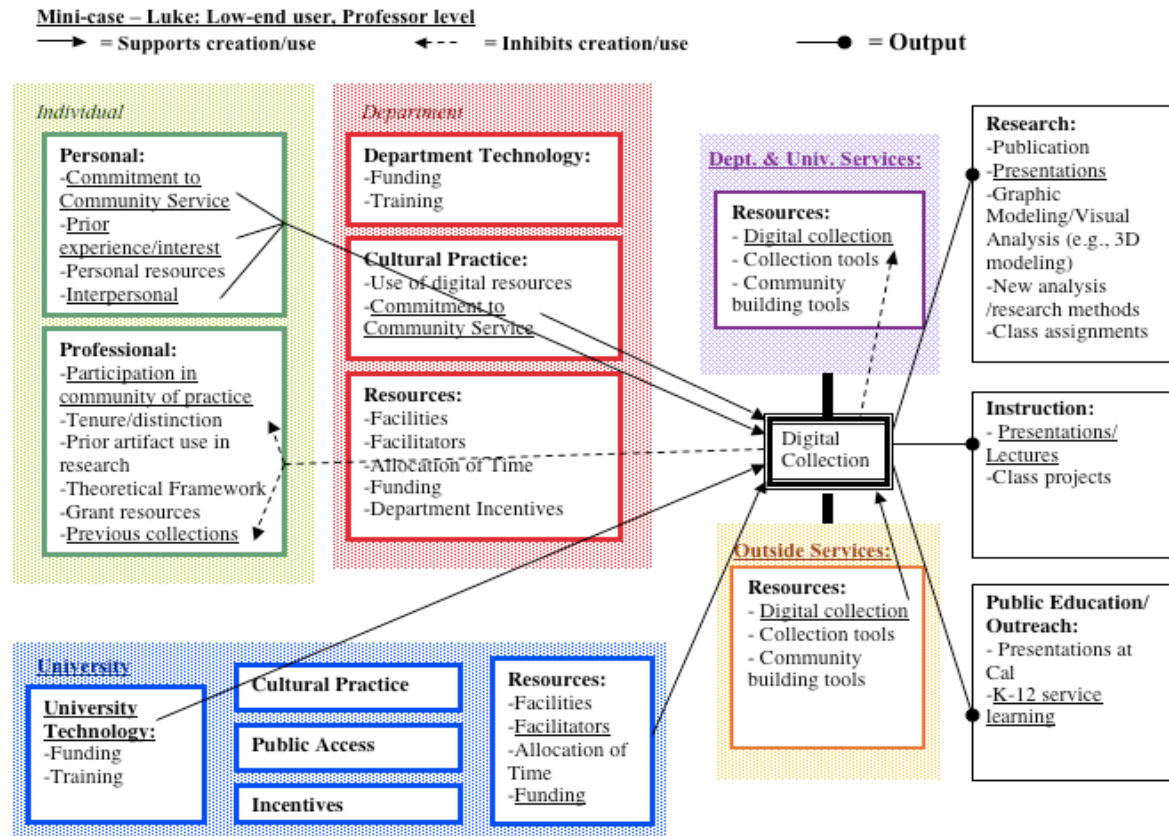 Mini-case – Luke: Low-end user, Professor level
= Supports creation/use
= Inhibits creation/use
= Output
Individual
Personal:
-Commitment to
Community Service
-Prior
experience/interest
-Personal resources
-Interpersonal
Professional:
-Participation in
community of practice
-Tenure/distinction
-Prior artifact use in
research
-Theoretical Framework
-Grant resources
-Previous collections
Department
Department Technology:
-Funding
-Training
Cultural Practice:
-Use of digital resources
-Commitment to
Community Service
Resources:
-Facilities
-Facilitators
-Allocation of Time
-Funding
-Department Incentives
Dept. & Univ. Services:
Resources:
- Digital collection
- Collection tools
- Community
building tools
Digital
Collection
Outside Services:
Resources:
- Digital collection
- Collection tools
- Community
building tools
Research:
-Publication
-Presentations
-Graphic
Modeling/Visual
Analysis (e.g., 3D
modeling)
-New analysis
/research methods
-Class assignments
Instruction:
- Presentations/
Lectures
-Class projects
Public Education/
Outreach:
- Presentations at
Cal
-K-12 service
learning
University
University
Technology:
-Funding
-Training
Cultural Practice
Public Access
Incentives
Resources:
-Facilities
-Facilitators
-Allocation of
Time
-Funding